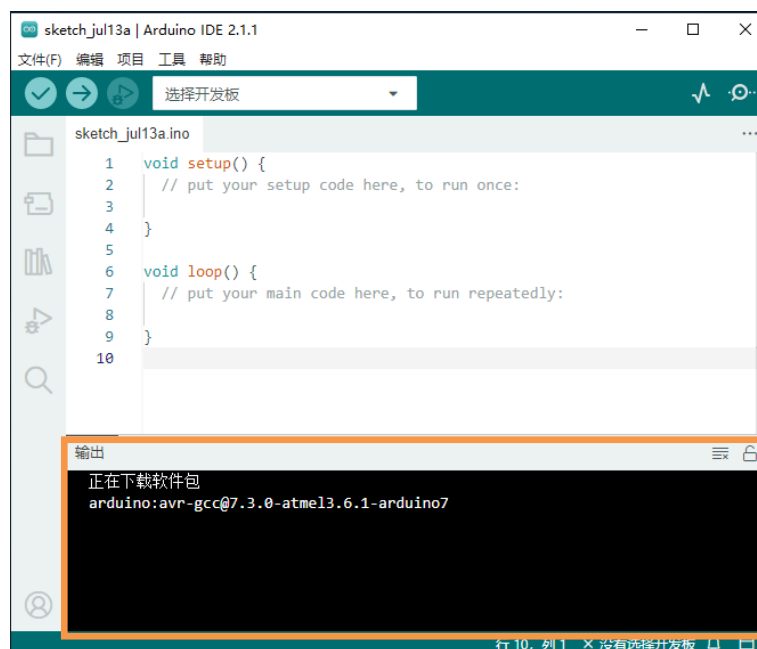 sketch_jul13a | Arduino IDE 2.1.1
文件(F) 编辑 项目 工具 帮助
选择开发板
sketch_jul13a.ino
1 void setup() {
2 // put your setup code here, to run once:
3
4 }
5
6 void loop() {
7 // put your main code here, to run repeatedly:
8
9 }
10
输出
正在下载软件包
arduino:avr-gcc@7.3.0-atmel3.6.1-arduino7
行 10，列 1 × 没有选择开发板